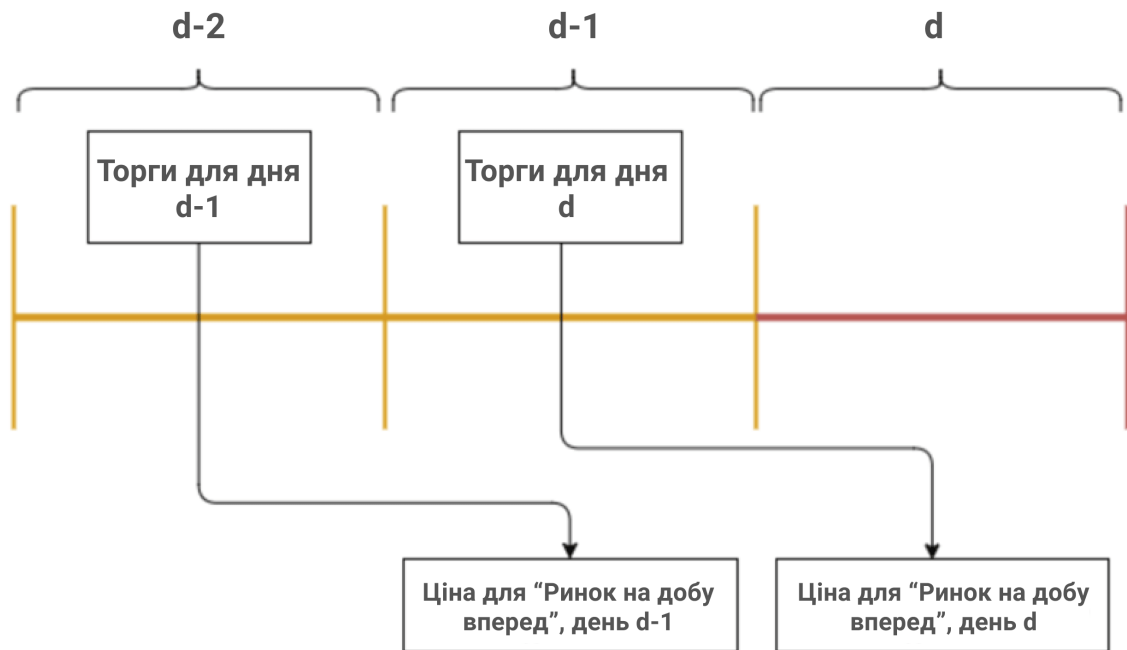 d-2
d-1
d
Торги для дня
d-1
Торги для дня
d
Ціна для “Ринок на добу
вперед”, день d-1
Ціна для “Ринок на добу
вперед”, день d